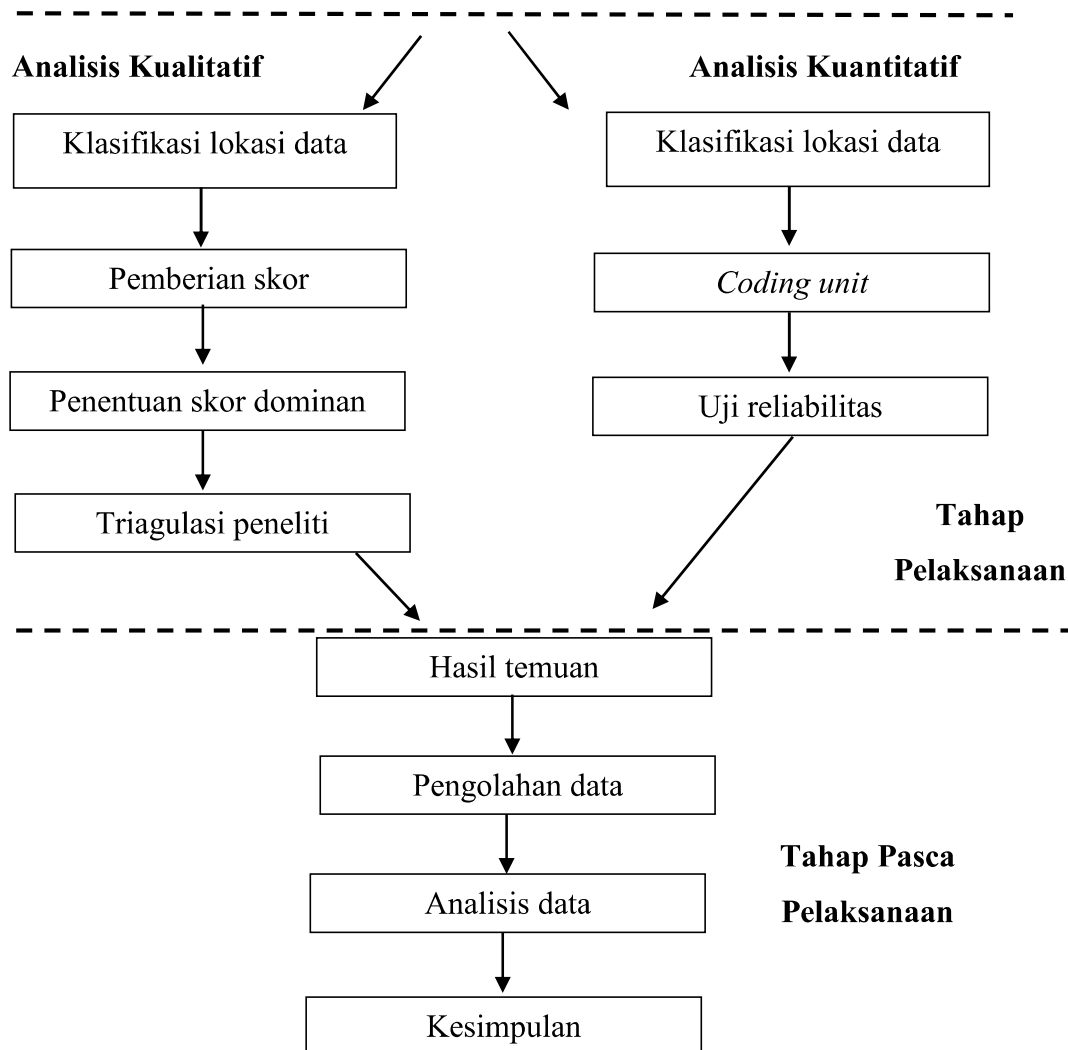 Analisis Kualitatif
Analisis Kuantitatif
Klasifikasi lokasi data
Klasifikasi lokasi data
Pemberian skor
Coding unit
Penentuan skor dominan
Uji reliabilitas
Triagulasi peneliti
Tahap
Pelaksanaan
Hasil temuan
Pengolahan data
Tahap Pasca
Pelaksanaan
Analisis data
Kesimpulan